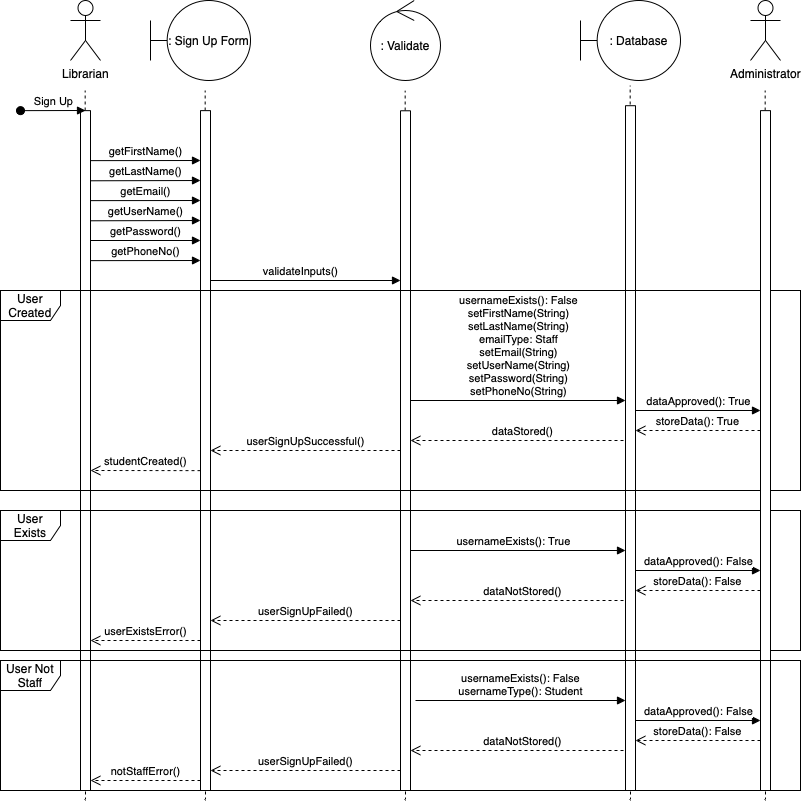 : Sign Up Form
: Validate
: Database
Librarian
Administrator
Sign Up
getFirstName()
getLastName()
getEmail()
getUserName()
getPassword()
getPhoneNo()
validateInputs()
User
Created
usernameExists(): False
setFirstName(String)
setLastName(String)
emailType: Staff
setEmail(String)
setUserName(String)
setPassword(String)
setPhoneNo(String)
dataApproved(): True
storeData(): True
dataStored()
userSignUpSuccessful()
studentCreated()
User
Exists
usernameExists(): True
dataApproved(): False
storeData(): False
dataNotStored()
userSignUpFailed()
userExistsError()
User Not
Staff
usernameExists(): False
usernameType(): Student
dataApproved(): False
storeData(): False
dataNotStored()
userSignUpFailed()
notStaffError()